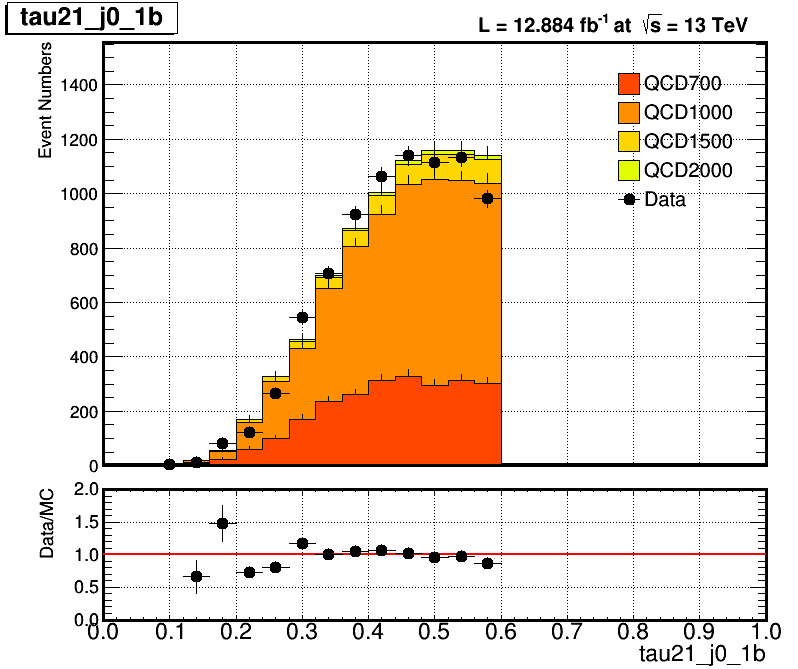 tau21_j0_1b
L = 12.884 fb-1 at √s = 13 TeV
Event Numbers
1400
1200
1000
800
600
400
200
0
QCD700
QCD1000
QCD1500
QCD2000
Data
Data/MC
2.0
1.5
1.0
0.5
0.0
0.0 0.1 0.2 0.3 0.4 0.5 0.6 0.7 0.8 0.9 1.0
tau21_j0_1b